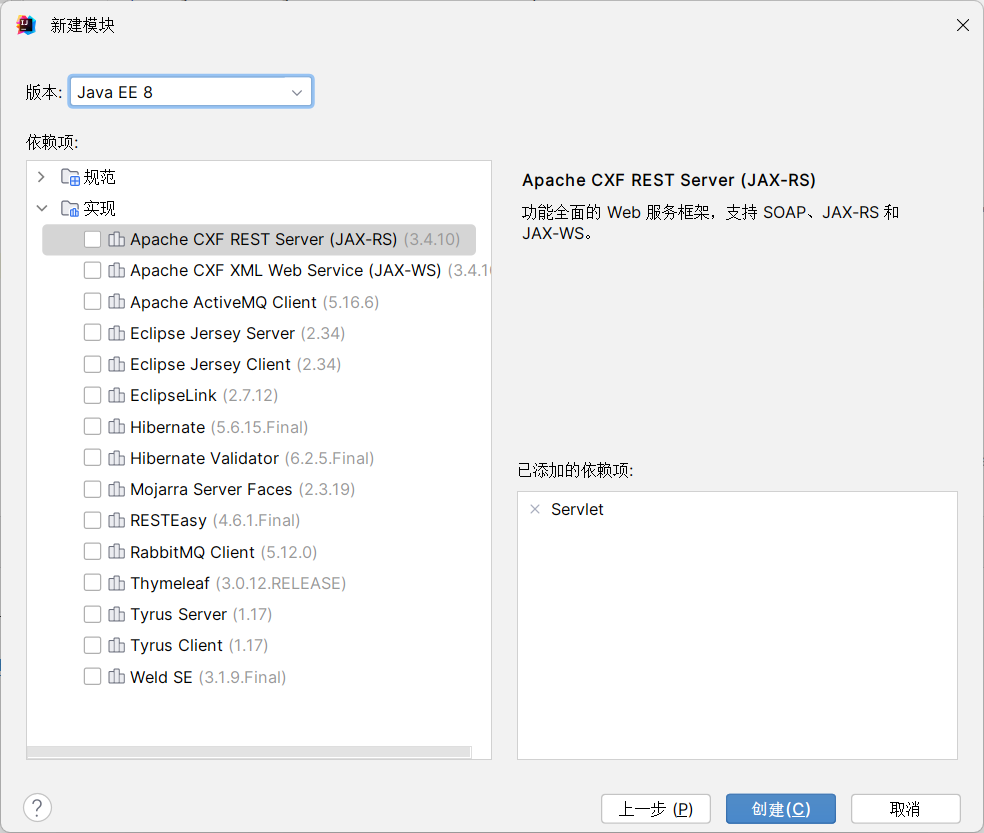 新建模块
版本: Java EE 8
依赖项:
规范
实现
Apache CXF REST Server (JAX-RS) (3.4.10)
Apache CXF XML Web Service (JAX-WS) (3.4.1
Apache ActiveMQ Client (5.16.6)
Eclipse Jersey Server (2.34)
Eclipse Jersey Client (2.34)
EclipseLink (2.7.12)
Hibernate (5.6.15.Final)
Hibernate Validator (6.2.5.Final)
Mojarra Server Faces (2.3.19)
RESTEasy (4.6.1.Final)
RabbitMQ Client (5.12.0)
Thymeleaf (3.0.12.RELEASE)
Tyrus Server (1.17)
Tyrus Client (1.17)
Weld SE (3.1.9.Final)
Apache CXF REST Server (JAX-RS)
功能全面的 Web 服务框架，支持 SOAP、JAX-RS 和
JAX-WS。
已添加的依赖项:
Servlet
?
上一步 (P)
创建(C)
取消